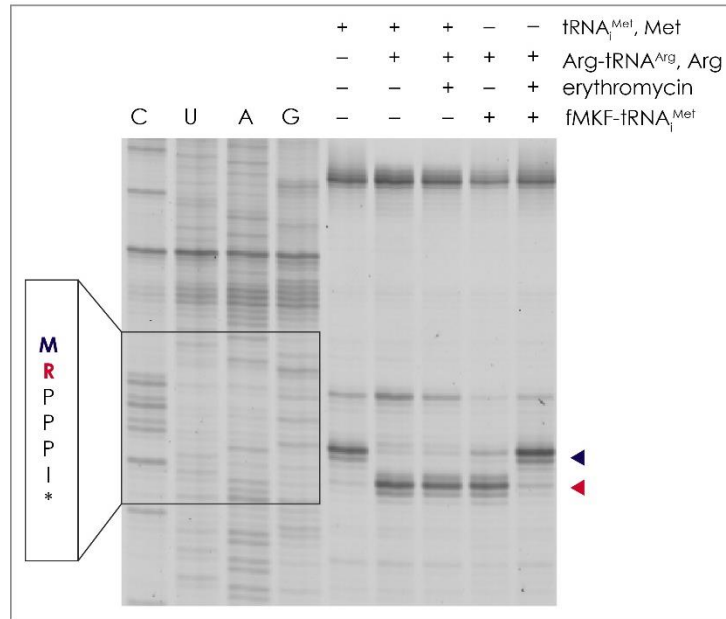 + + + – – tRNAᵢᴹᵉᵗ, Met
– + + + + Arg-tRNAᴬʳᵍ, Arg
– – + – + erythromycin
– – – + + fMKF-tRNAᵢᴹᵉᵗ
C U A G
M
R
P
P
P
I
*